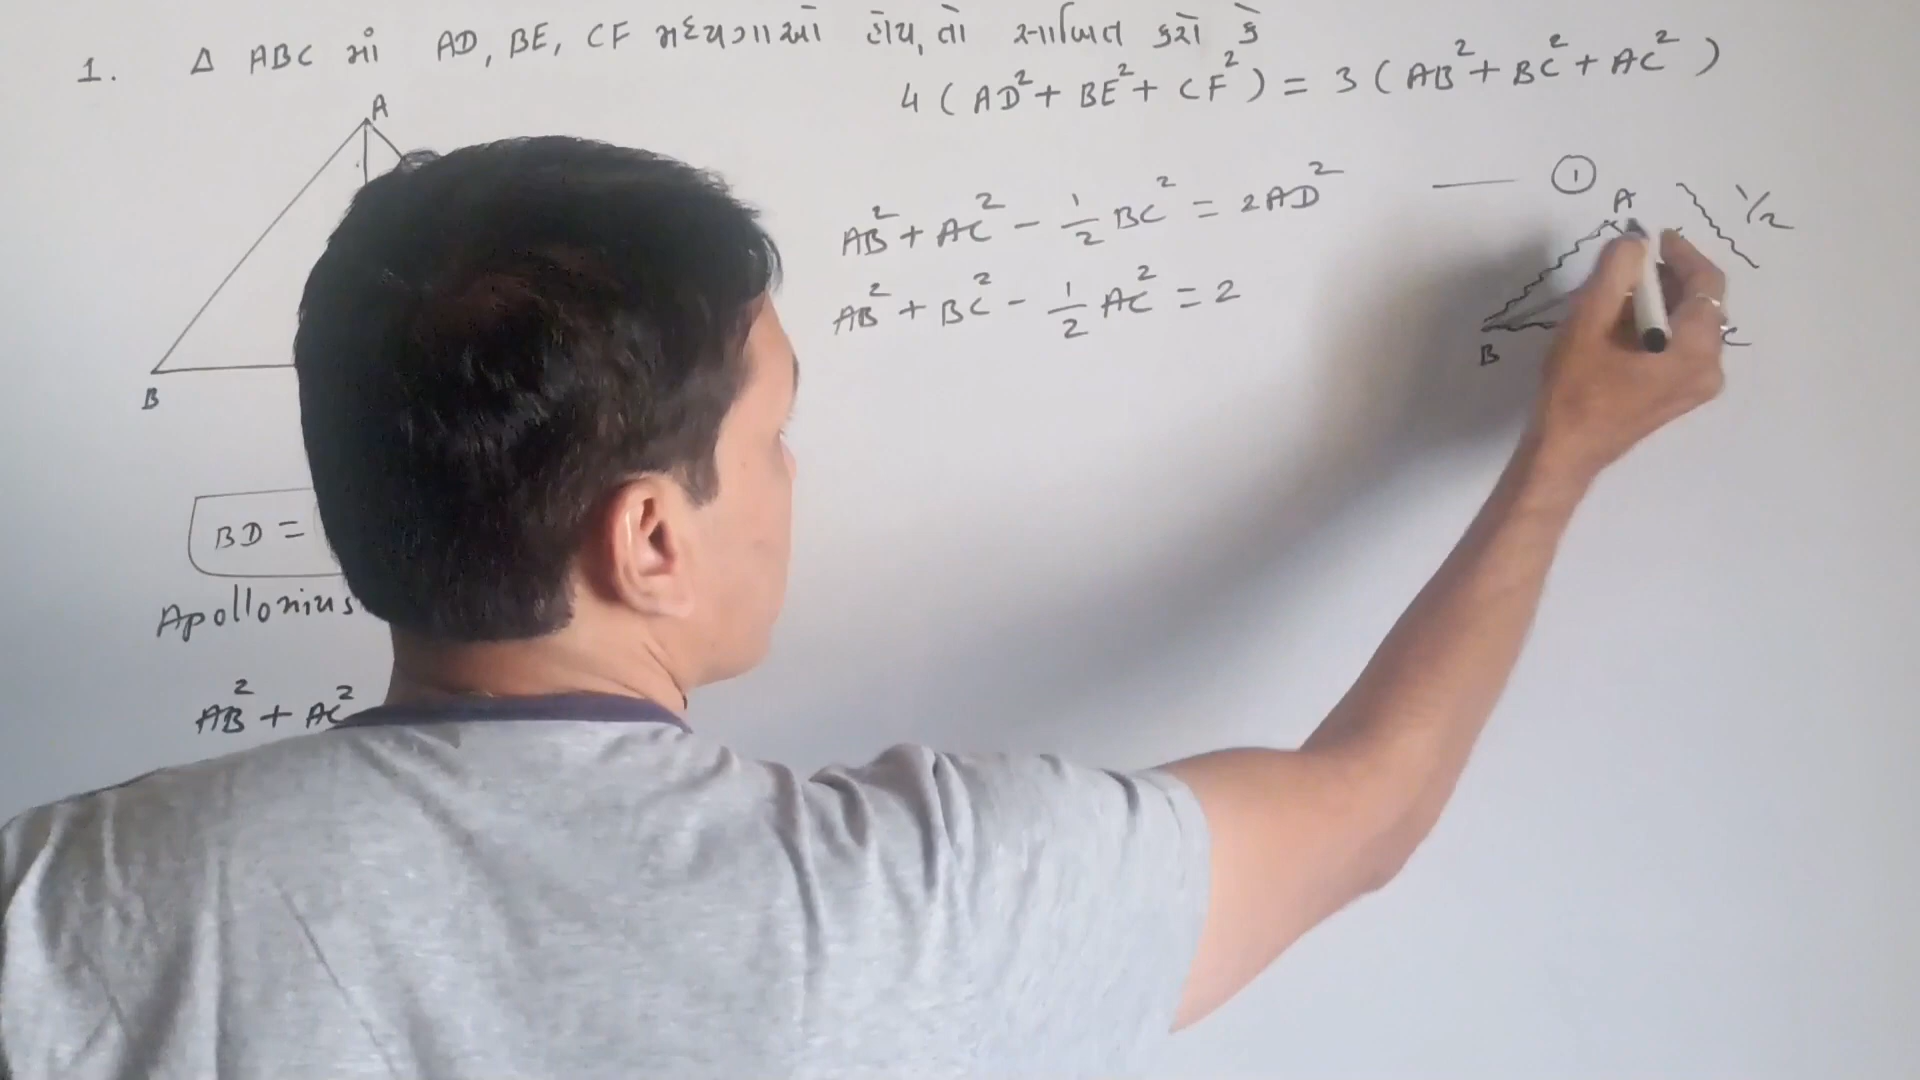 1. Δ ABC માં AD, BE, CF મધ્યગાઓ હોય, તો સાબિત કરો કે
4 ( AD² + BE² + CF² ) = 3 ( AB² + BC² + AC² )
A
B
BD =
Apollonius
AB² + AC²
AB² + AC² - 1/2 BC² = 2AD² — ①
AB² + BC² - 1/2 AC² = 2
A
1/2
B
C